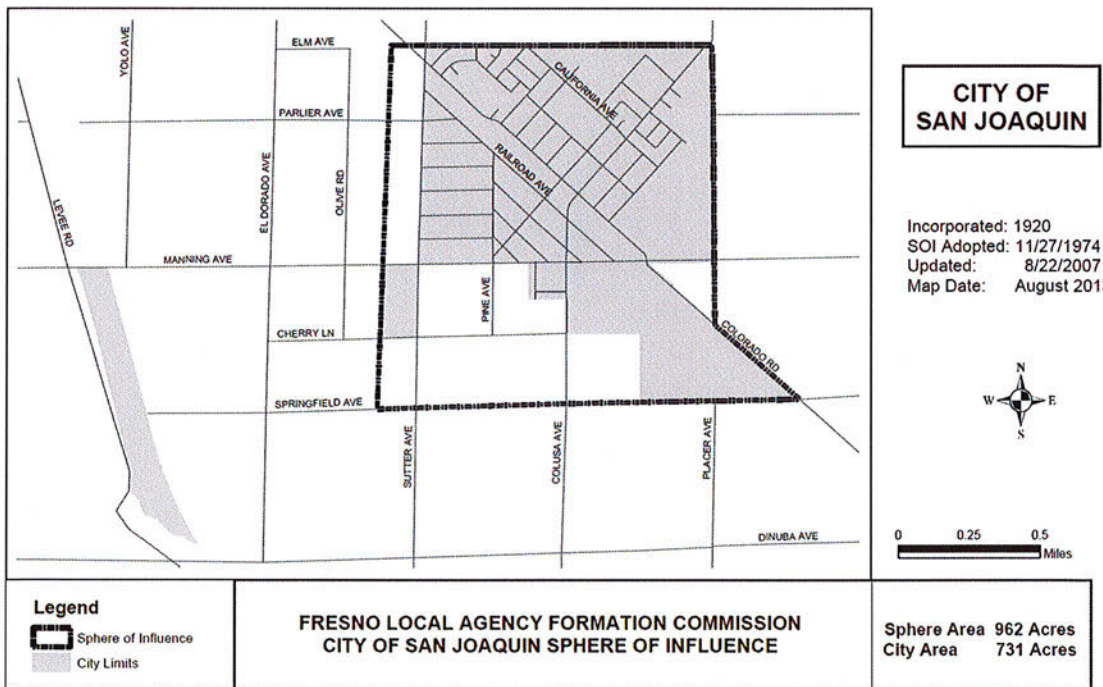 YOLO AVE
ELM AVE
CALIFORNIA AVE
PARLIER AVE
RAILROAD AVE
EL DORADO AVE
OLIVE RD
LEVEE RD
MANNING AVE
PINE AVE
CHERRY LN
COLORADO RD
SPRINGFIELD AVE
SUTTER AVE
COLUSA AVE
PLACER AVE
DINUBA AVE
CITY OF
SAN JOAQUIN
Incorporated: 1920
SOI Adopted: 11/27/1974
Updated: 8/22/2007
Map Date: August 201
N
W E
S
0 0.25 0.5
Miles
Legend
Sphere of Influence
City Limits
FRESNO LOCAL AGENCY FORMATION COMMISSION
CITY OF SAN JOAQUIN SPHERE OF INFLUENCE
Sphere Area 962 Acres
City Area 731 Acres